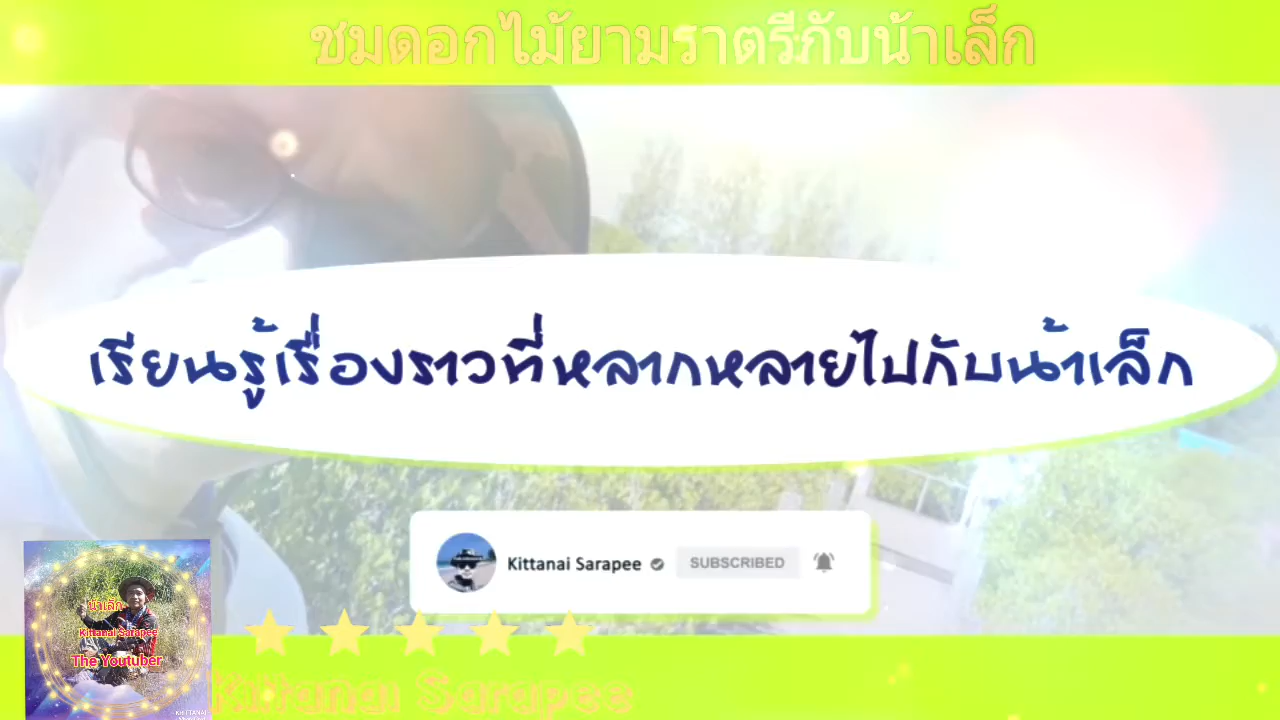 ชมดอกไม้ยามราตรีกับน้าเล็ก
เรียนรู้เรื่องราวที่หลากหลายไปกับน้าเล็ก
Kittanai Sarapee
SUBSCRIBED
น้าเล็ก
Kittanai Sarapee
The Youtuber
Kittanai Sarapee